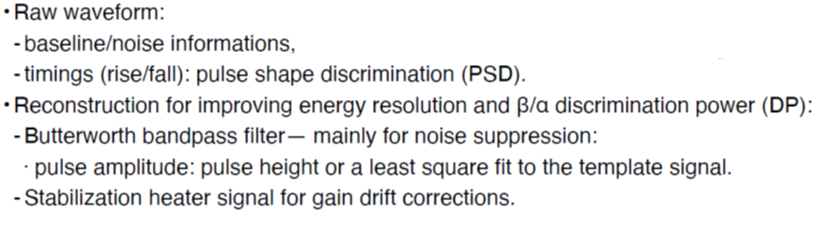 • Raw waveform:
- baseline/noise informations,
- timings (rise/fall): pulse shape discrimination (PSD).
• Reconstruction for improving energy resolution and β/α discrimination power (DP):
- Butterworth bandpass filter— mainly for noise suppression:
· pulse amplitude: pulse height or a least square fit to the template signal.
- Stabilization heater signal for gain drift corrections.